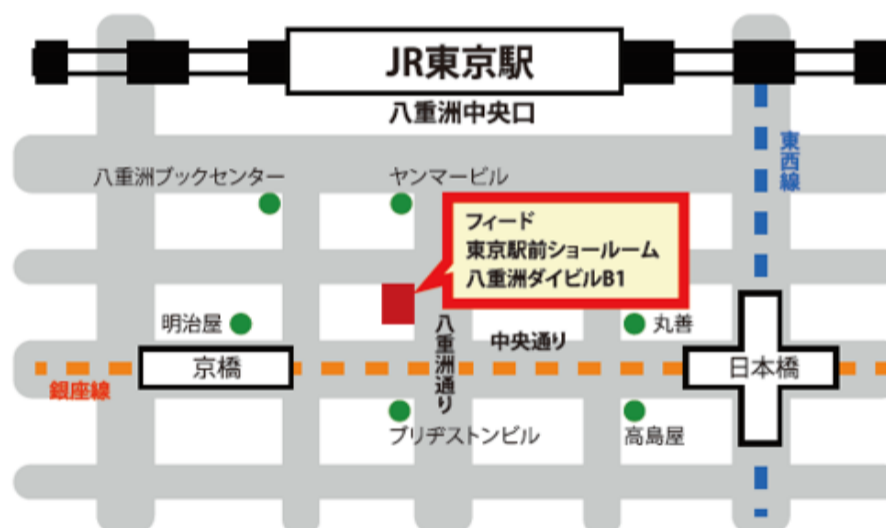 JR東京駅
八重洲中央口
東西線
八重洲ブックセンター
ヤンマービル
フィード
東京駅前ショールーム
八重洲ダイビルB1
明治屋
八重洲通り
中央通り
丸善
京橋
日本橋
銀座線
ブリヂストンビル
高島屋